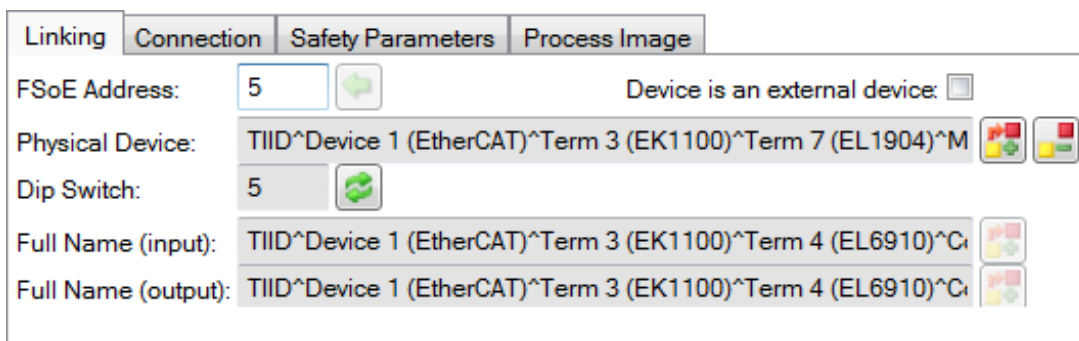 Linking Connection Safety Parameters Process Image
FSoE Address: 5 Device is an external device:
Physical Device: TIID^Device 1 (EtherCAT)^Term 3 (EK1100)^Term 7 (EL1904)^M
Dip Switch: 5
Full Name (input): TIID^Device 1 (EtherCAT)^Term 3 (EK1100)^Term 4 (EL6910)^C
Full Name (output): TIID^Device 1 (EtherCAT)^Term 3 (EK1100)^Term 4 (EL6910)^C